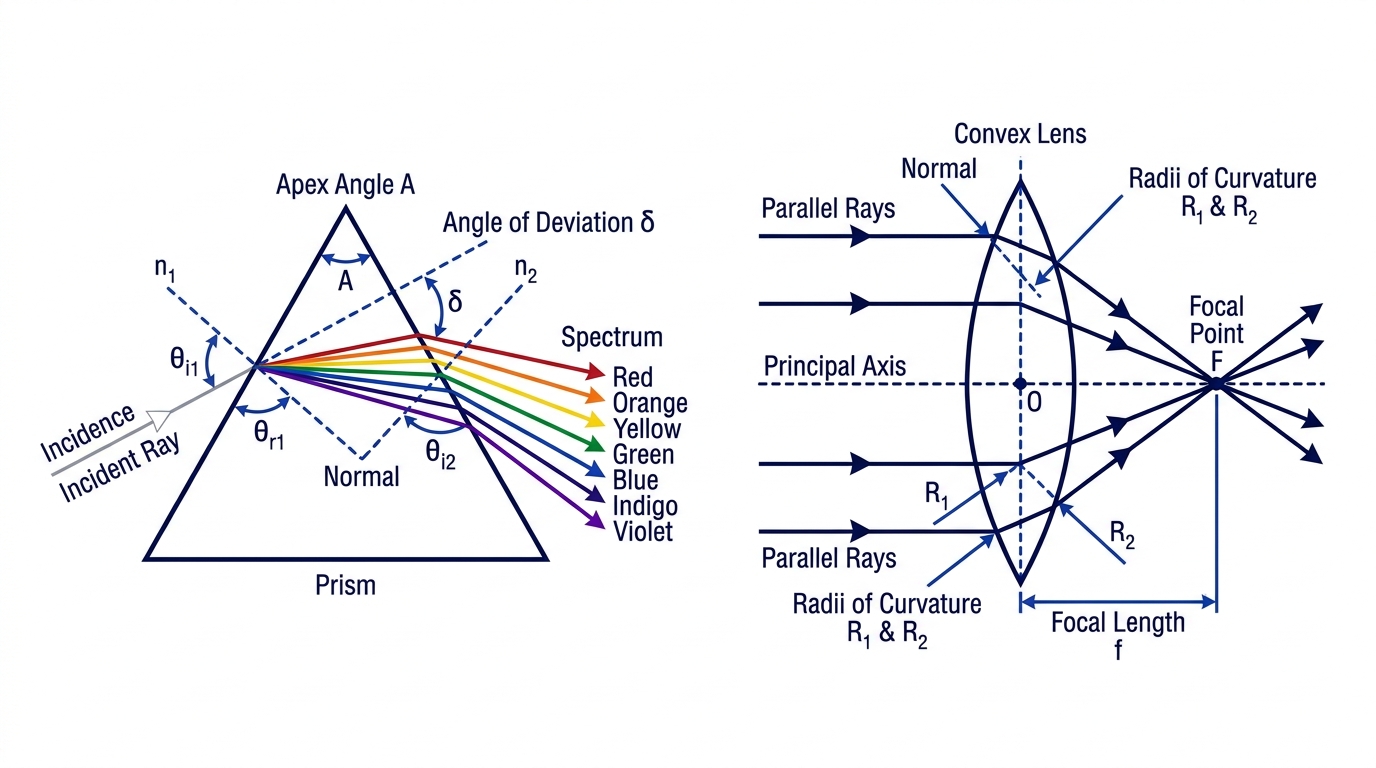 Apex Angle A
Angle of Deviation δ
n₁
n₂
A
δ
θᵢ₁
θᵣ₁
θᵢ₂
Incidence
Incident Ray
Normal
Spectrum
Red
Orange
Yellow
Green
Blue
Indigo
Violet
Prism
Convex Lens
Normal
Radii of Curvature
R₁ & R₂
Parallel Rays
Focal
Point
F
Principal Axis
O
R₁
R₂
Parallel Rays
Radii of Curvature
R₁ & R₂
Focal Length
f